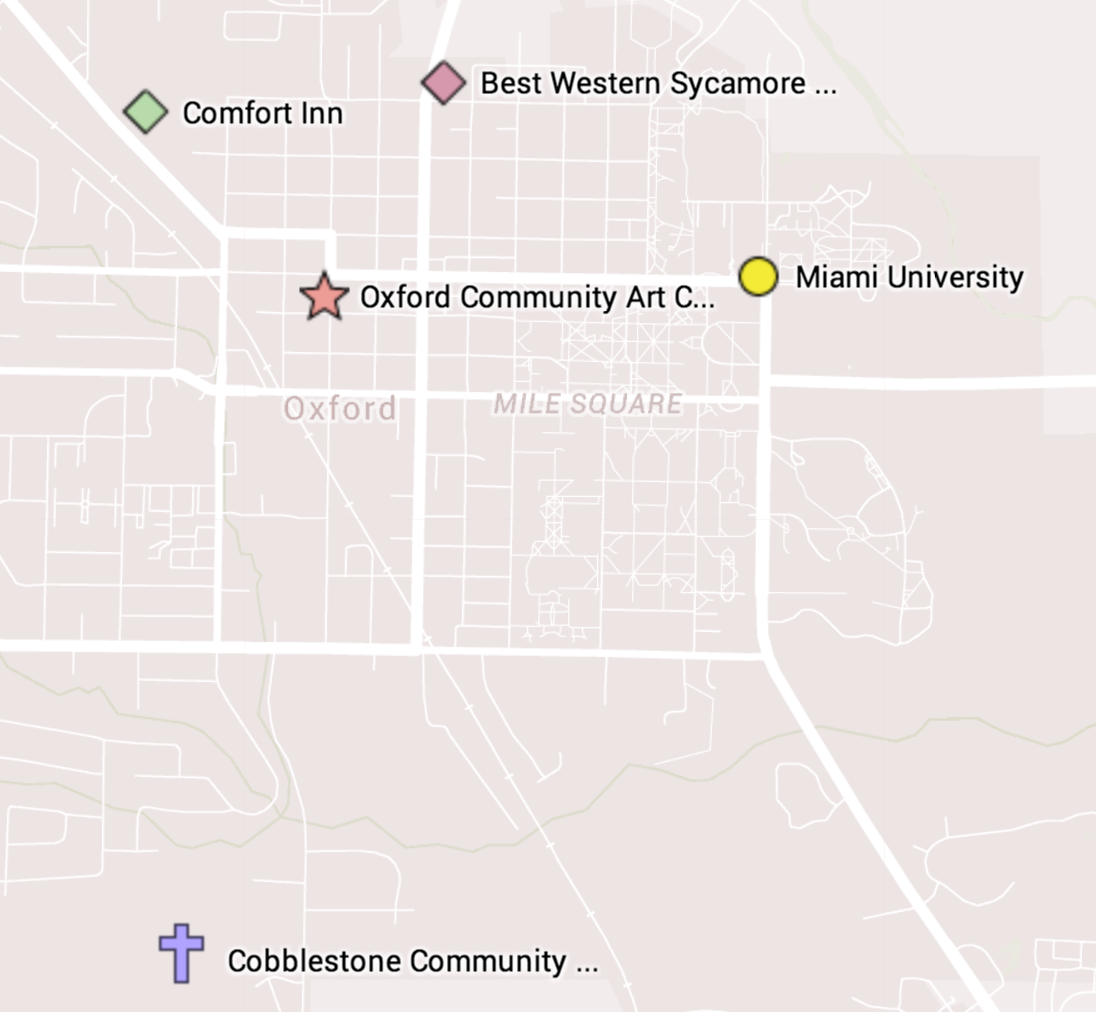 Best Western Sycamore ...
Comfort Inn
Miami University
Oxford Community Art C...
Oxford
MILE SQUARE
Cobblestone Community ...